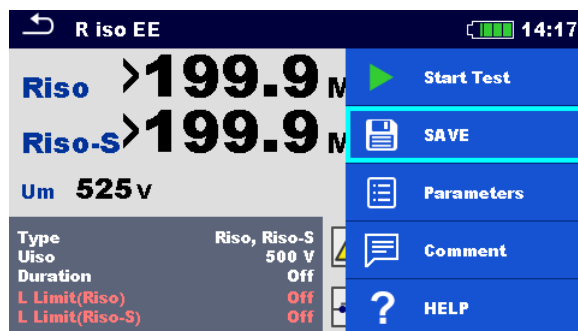 R iso EE 14:17
Riso >199.9 M
Riso-S >199.9 M
Um 525 V
Type Riso, Riso-S
Uiso 500 V
Duration Off
L Limit(Riso) Off
L Limit(Riso-S) Off
Start Test
SAVE
Parameters
Comment
? HELP